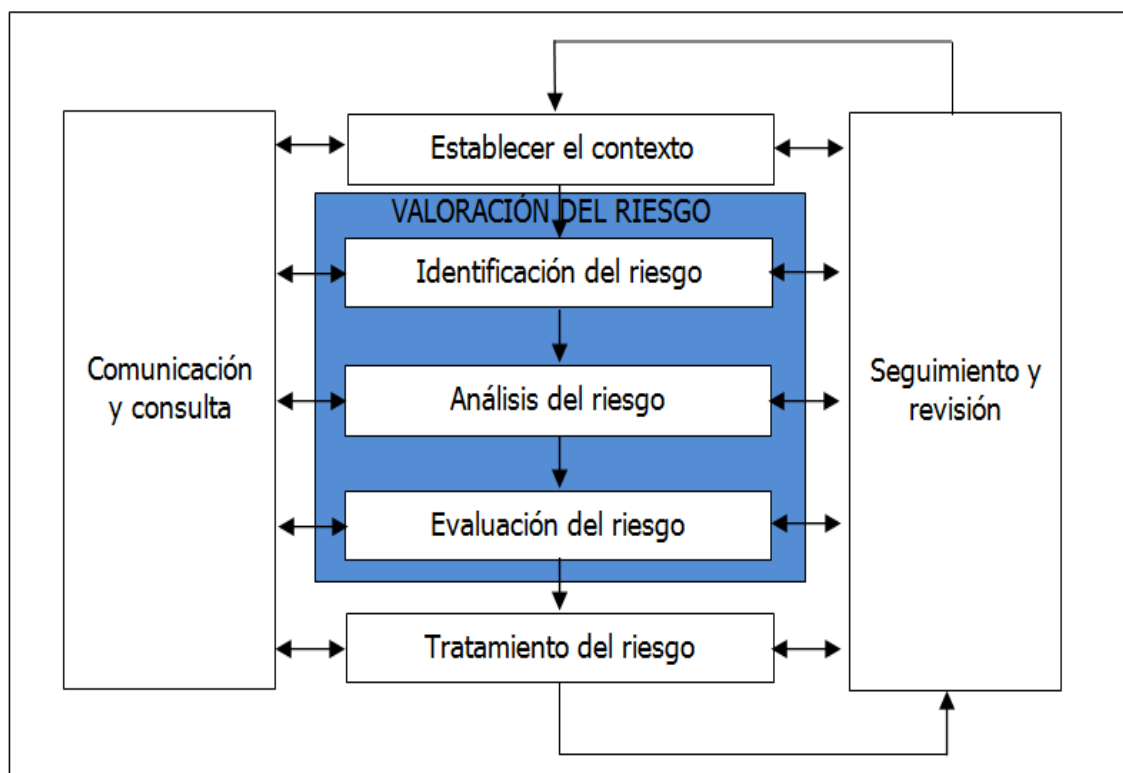 Establecer el contexto
VALORACIÓN DEL RIESGO
Identificación del riesgo
Análisis del riesgo
Evaluación del riesgo
Tratamiento del riesgo
Comunicación
y consulta
Seguimiento y
revisión